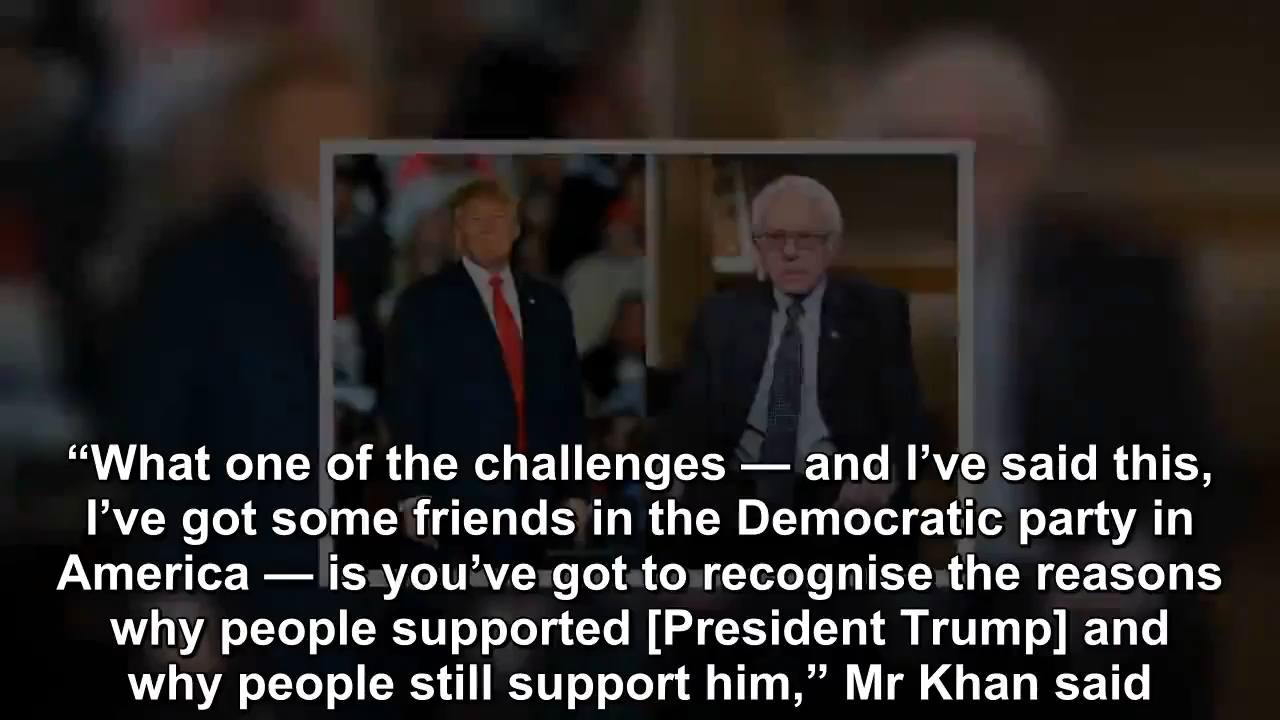 “What one of the challenges — and I’ve said this,
I’ve got some friends in the Democratic party in
America — is you’ve got to recognise the reasons
why people supported [President Trump] and
why people still support him,” Mr Khan said